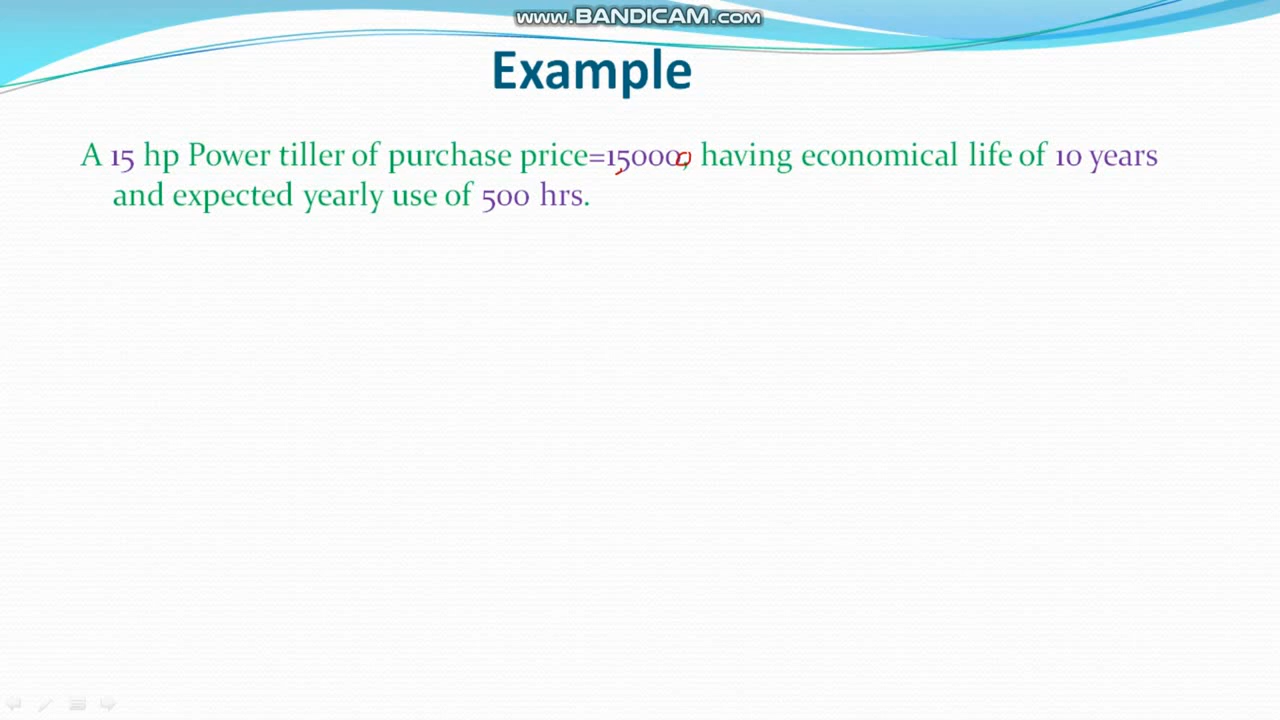 www.BANDICAM.com
Example
A 15 hp Power tiller of purchase price=15000, having economical life of 10 years
and expected yearly use of 500 hrs.